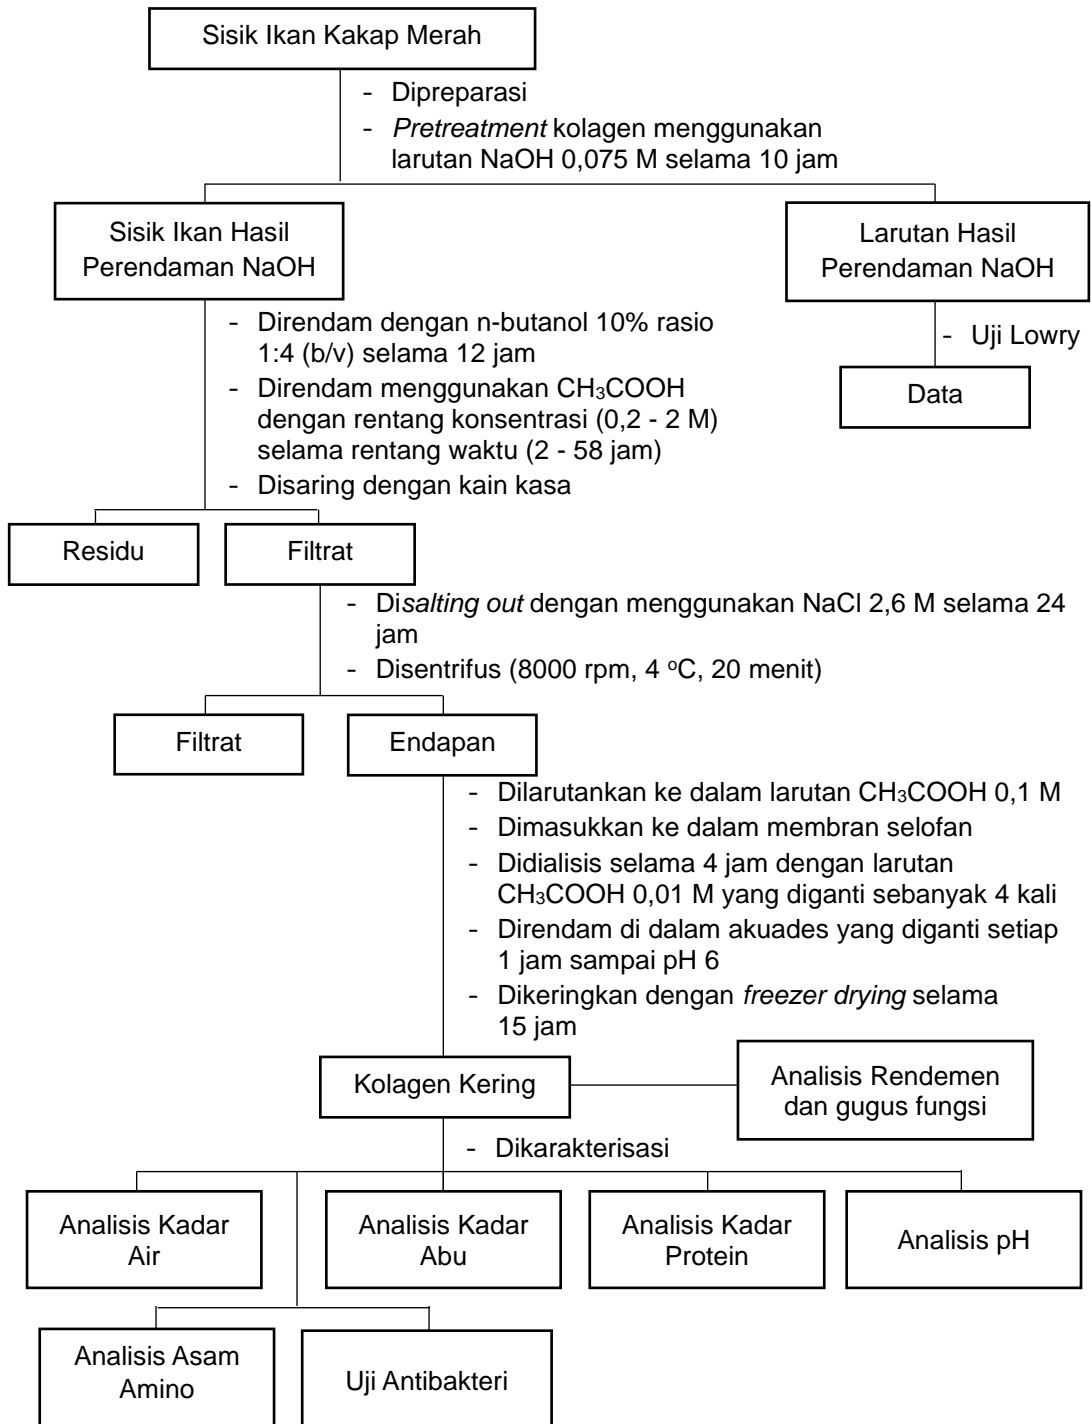 Sisik Ikan Kakap Merah
- Dipreparasi
- Pretreatment kolagen menggunakan
larutan NaOH 0,075 M selama 10 jam
Sisik Ikan Hasil
Perendaman NaOH
Larutan Hasil
Perendaman NaOH
- Direndam dengan n-butanol 10% rasio
1:4 (b/v) selama 12 jam
- Direndam menggunakan CH₃COOH
dengan rentang konsentrasi (0,2 - 2 M)
selama rentang waktu (2 - 58 jam)
- Disaring dengan kain kasa
- Uji Lowry
Data
Residu
Filtrat
- Disalting out dengan menggunakan NaCl 2,6 M selama 24
jam
- Disentrifus (8000 rpm, 4 °C, 20 menit)
Filtrat
Endapan
- Dilarutankan ke dalam larutan CH₃COOH 0,1 M
- Dimasukkan ke dalam membran selofan
- Didialisis selama 4 jam dengan larutan
CH₃COOH 0,01 M yang diganti sebanyak 4 kali
- Direndam di dalam akuades yang diganti setiap
1 jam sampai pH 6
- Dikeringkan dengan freezer drying selama
15 jam
Kolagen Kering
Analisis Rendemen
dan gugus fungsi
- Dikarakterisasi
Analisis Kadar
Air
Analisis Kadar
Abu
Analisis Kadar
Protein
Analisis pH
Analisis Asam
Amino
Uji Antibakteri